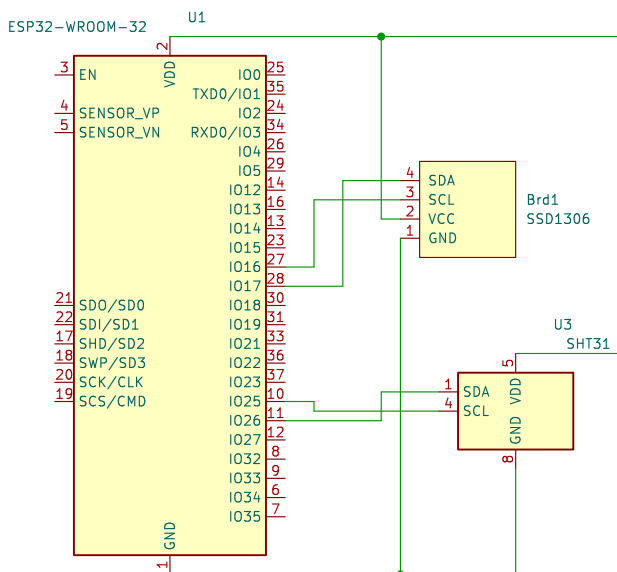 ESP32-WROOM-32
U1
2
VDD
3 EN
4 SENSOR_VP
5 SENSOR_VN
21 SDO/SD0
22 SDI/SD1
17 SHD/SD2
18 SWP/SD3
20 SCK/CLK
19 SCS/CMD
IO0 25
TXD0/IO1 35
IO2 24
RXD0/IO3 34
IO4 26
IO5 29
IO12 14
IO13 16
IO14 13
IO15 23
IO16 27
IO17 28
IO18 30
IO19 31
IO21 33
IO22 36
IO23 37
IO25 10
IO26 11
IO27 12
IO32 8
IO33 9
IO34 6
IO35 7
GND
1
4 SDA
3 SCL
2 VCC
1 GND
Brd1
SSD1306
U3
SHT31
5
VDD
1 SDA
4 SCL
GND
8